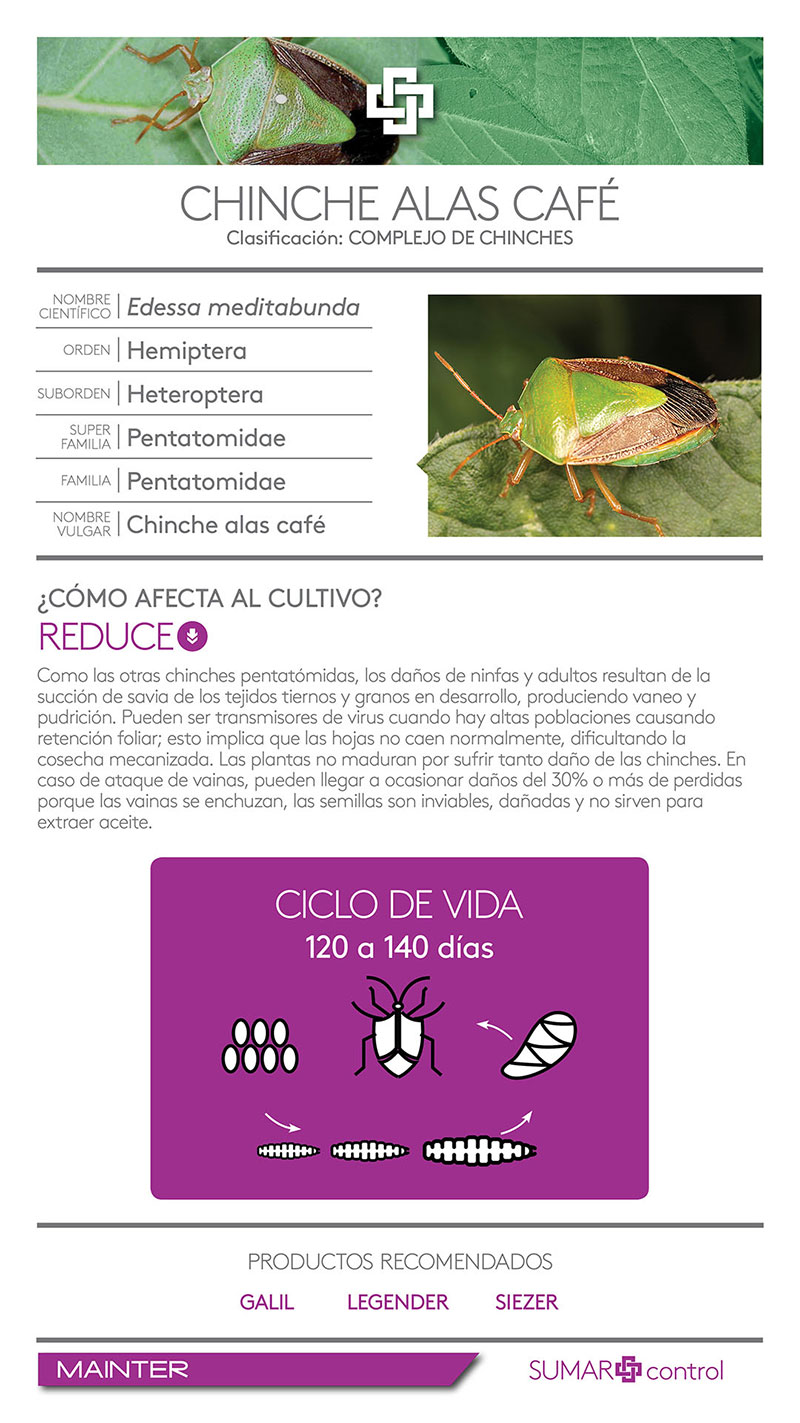 CHINCHE ALAS CAFÉ
Clasificación: COMPLEJO DE CHINCHES
NOMBRE
CIENTÍFICO
Edessa meditabunda
ORDEN
Hemiptera
SUBORDEN
Heteroptera
SUPER
FAMILIA
Pentatomidae
FAMILIA
Pentatomidae
NOMBRE
VULGAR
Chinche alas café
¿CÓMO AFECTA AL CULTIVO?
REDUCE
Como las otras chinches pentatómidas, los daños de ninfas y adultos resultan de la
succión de savia de los tejidos tiernos y granos en desarrollo, produciendo vaneo y
pudrición. Pueden ser transmisores de virus cuando hay altas poblaciones causando
retención foliar; esto implica que las hojas no caen normalmente, dificultando la
cosecha mecanizada. Las plantas no maduran por sufrir tanto daño de las chinches. En
caso de ataque de vainas, pueden llegar a ocasionar daños del 30% o más de perdidas
porque las vainas se enchuzan, las semillas son inviables, dañadas y no sirven para
extraer aceite.
CICLO DE VIDA
120 a 140 días
PRODUCTOS RECOMENDADOS
GALIL LEGENDER SIEZER
MAINTER
SUMAR control